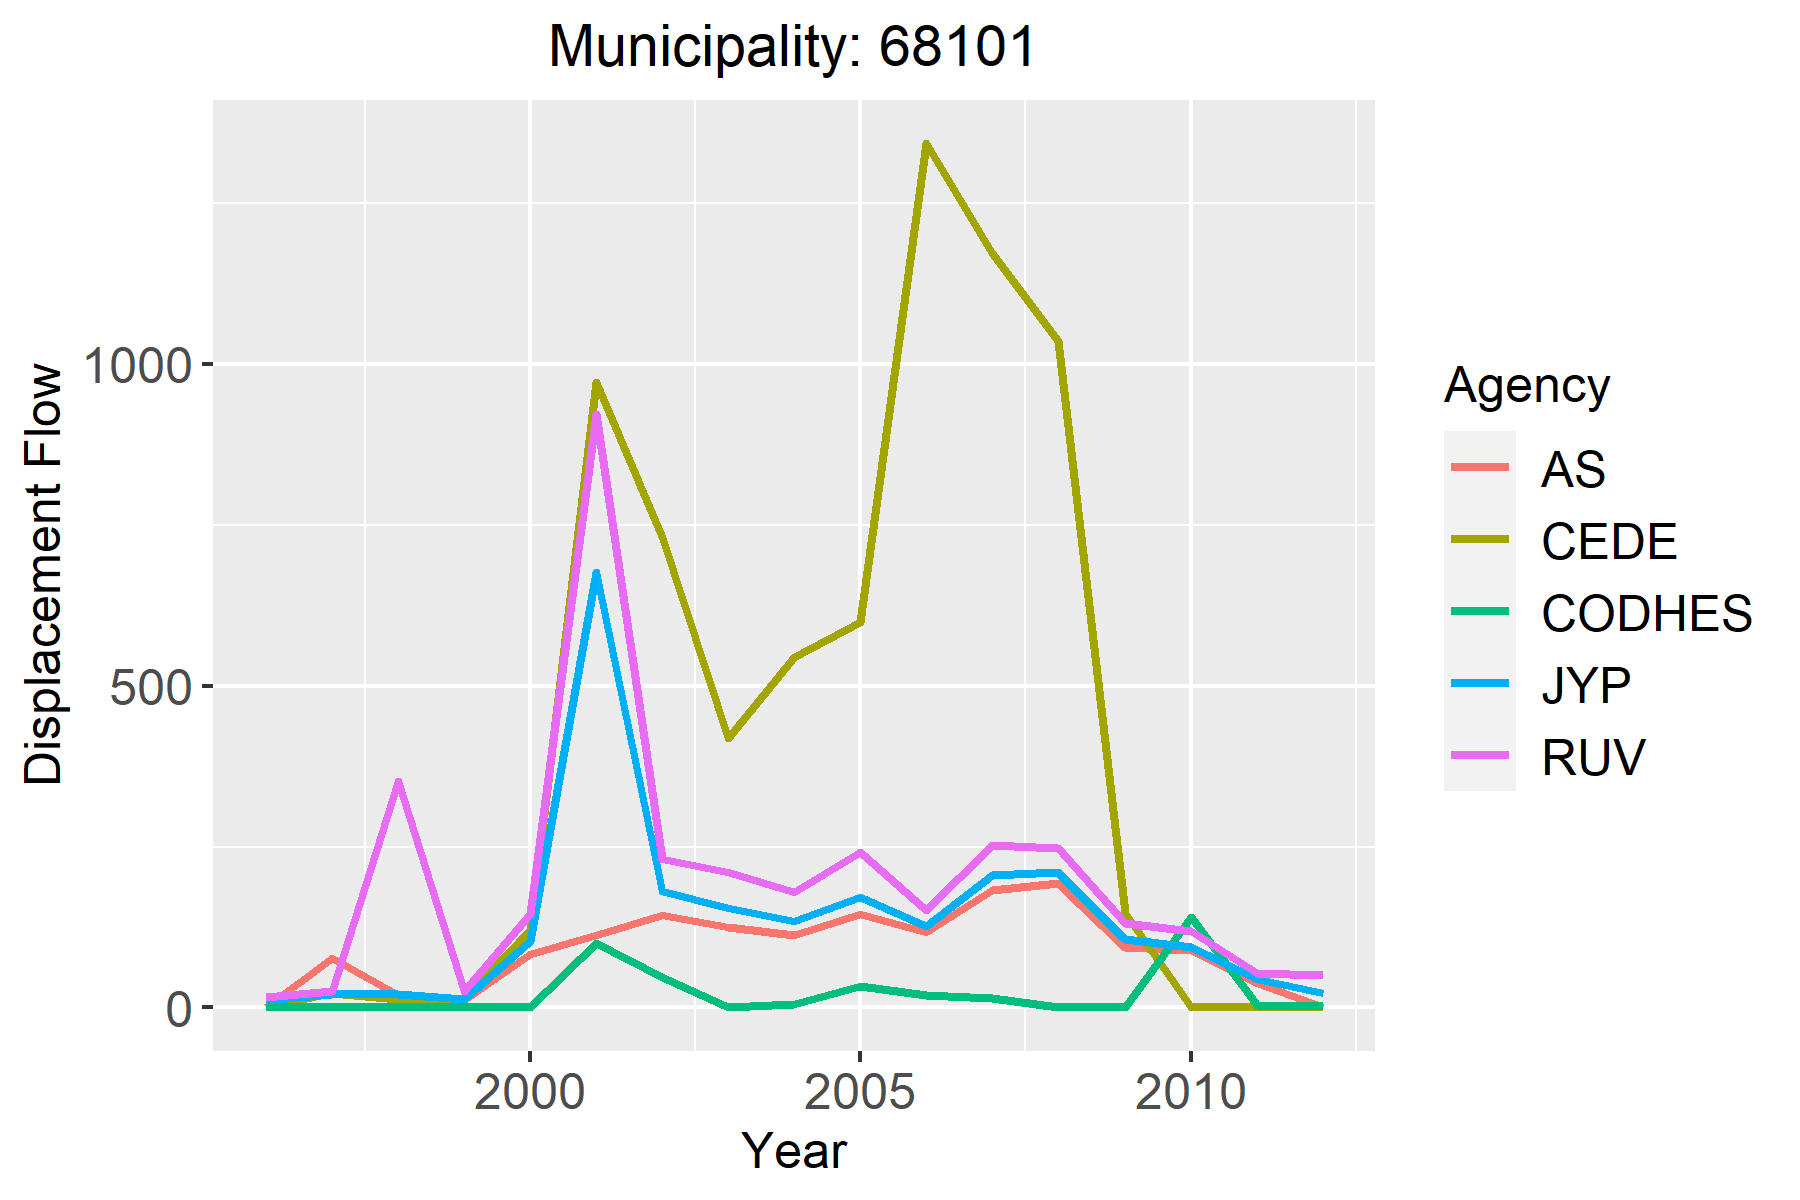 Municipality: 68101
Displacement Flow
1000
500
0
2000 2005 2010
Year
Agency
AS
CEDE
CODHES
JYP
RUV